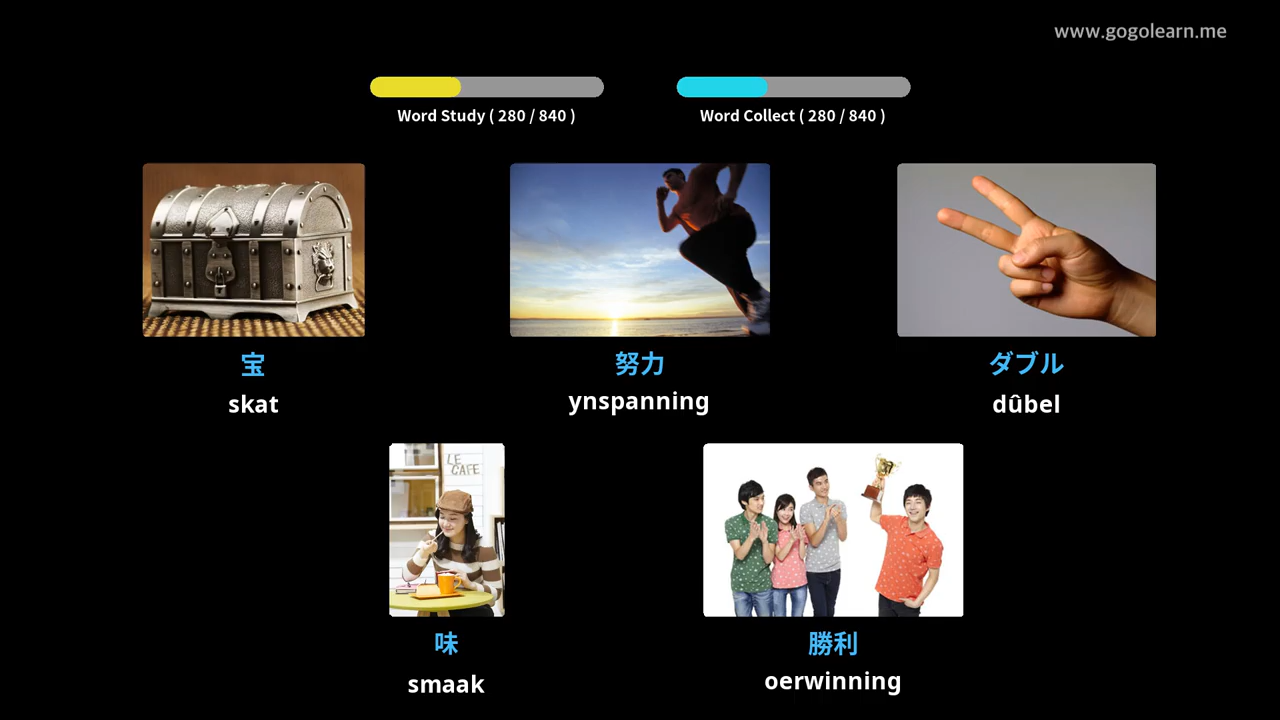 www.gogolearn.me
Word Study ( 280 / 840 )
Word Collect ( 280 / 840 )
宝
skat
努力
ynspanning
ダブル
dûbel
LE
CAFE
味
smaak
勝利
oerwinning